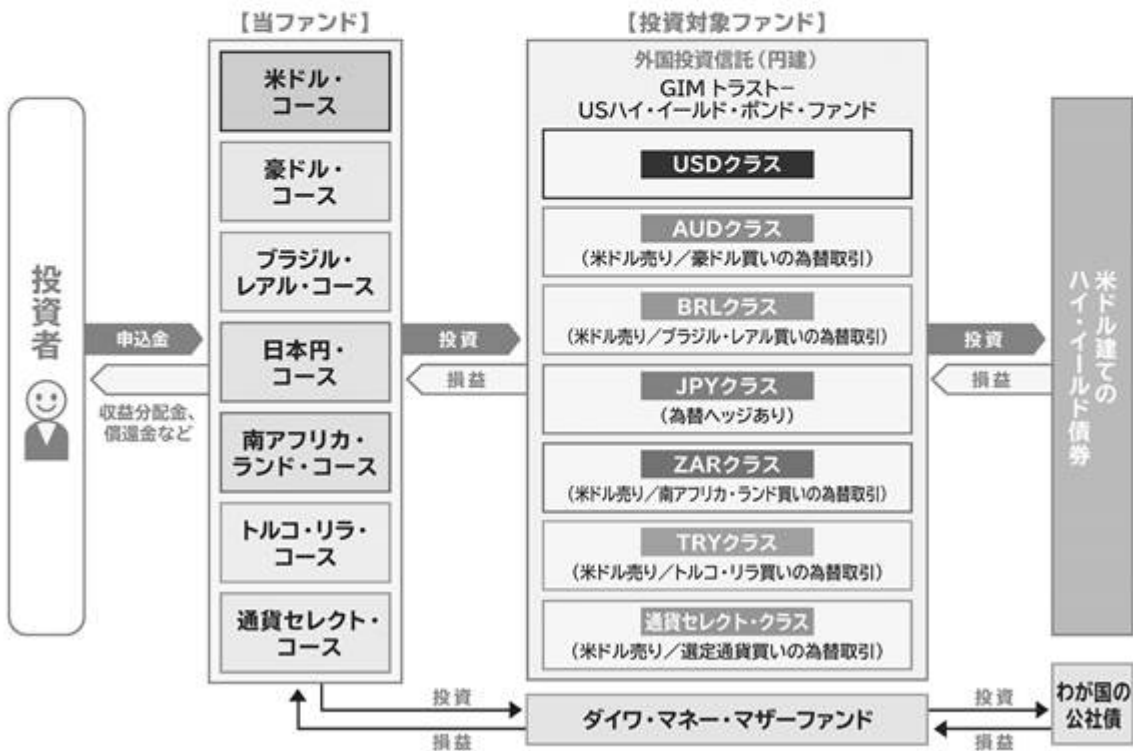 【当ファンド】
【投資対象ファンド】
投資者
申込金
収益分配金、
償還金など
米ドル・
コース
豪ドル・
コース
ブラジル・
レアル・コース
日本円・
コース
南アフリカ・
ランド・コース
トルコ・リラ・
コース
通貨セレクト・
コース
投資
損益
外国投資信託（円建）
GIMトラスト－
USハイ・イールド・ボンド・ファンド
USDクラス
AUDクラス
（米ドル売り／豪ドル買いの為替取引）
BRLクラス
（米ドル売り／ブラジル・レアル買いの為替取引）
JPYクラス
（為替ヘッジあり）
ZARクラス
（米ドル売り／南アフリカ・ランド買いの為替取引）
TRYクラス
（米ドル売り／トルコ・リラ買いの為替取引）
通貨セレクト・クラス
（米ドル売り／選定通貨買いの為替取引）
投資
損益
米ドル建ての
ハイ・イールド債券
投資
損益
ダイワ・マネー・マザーファンド
投資
損益
わが国の
公社債